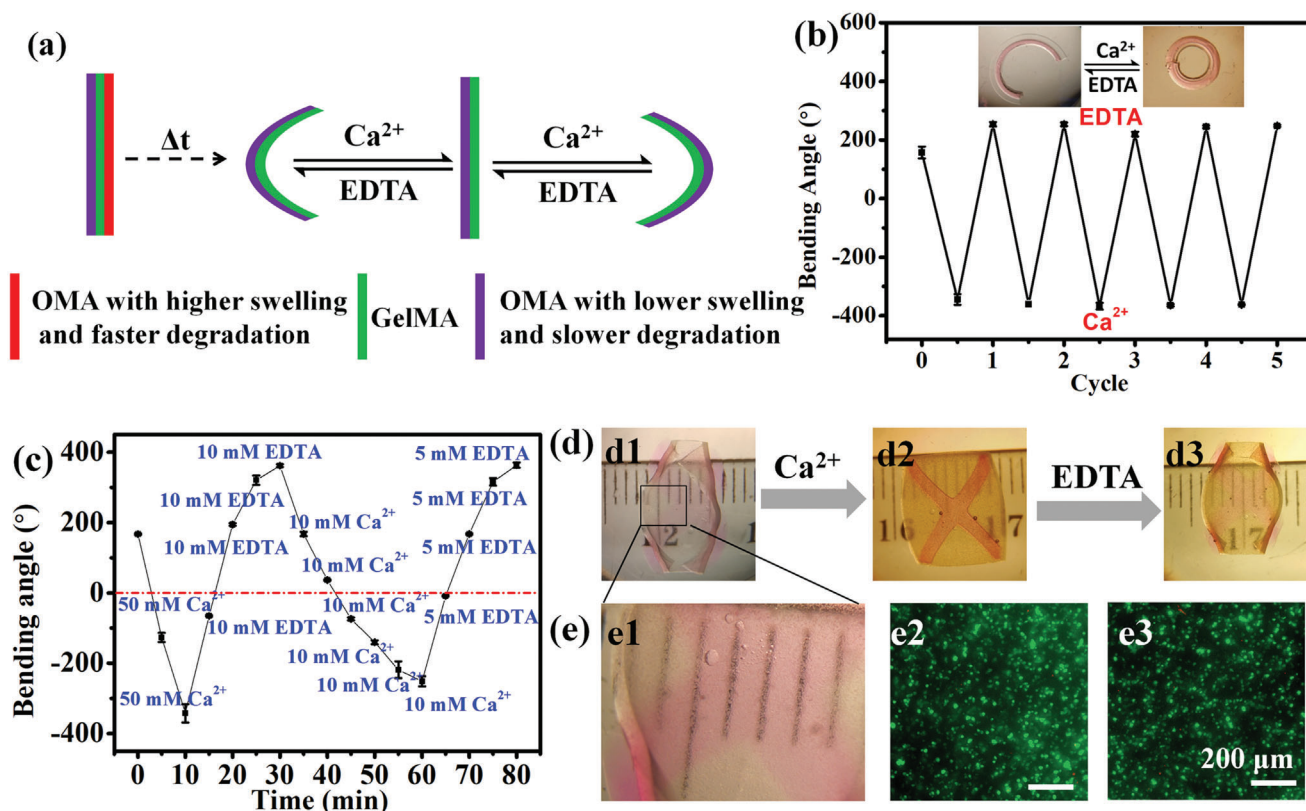 (a)
Δt
Ca2+
EDTA
Ca2+
EDTA
OMA with higher swelling
and faster degradation
GelMA
OMA with lower swelling
and slower degradation
(b)
Bending Angle (°)
600
400
200
0
-200
-400
Ca2+
EDTA
EDTA
Ca2+
0 1 2 3 4 5
Cycle
(c)
Bending angle (°)
400
200
0
-200
-400
50 mM Ca2+
50 mM Ca2+
10 mM EDTA
10 mM EDTA
10 mM EDTA
10 mM EDTA
10 mM Ca2+
10 mM Ca2+
10 mM Ca2+
10 mM Ca2+
10 mM Ca2+
10 mM Ca2+
5 mM EDTA
5 mM EDTA
5 mM EDTA
5 mM EDTA
0 10 20 30 40 50 60 70 80
Time (min)
(d)
d1
2
Ca2+
d2
16 17
EDTA
d3
17
(e)
e1
e2
e3
200 µm